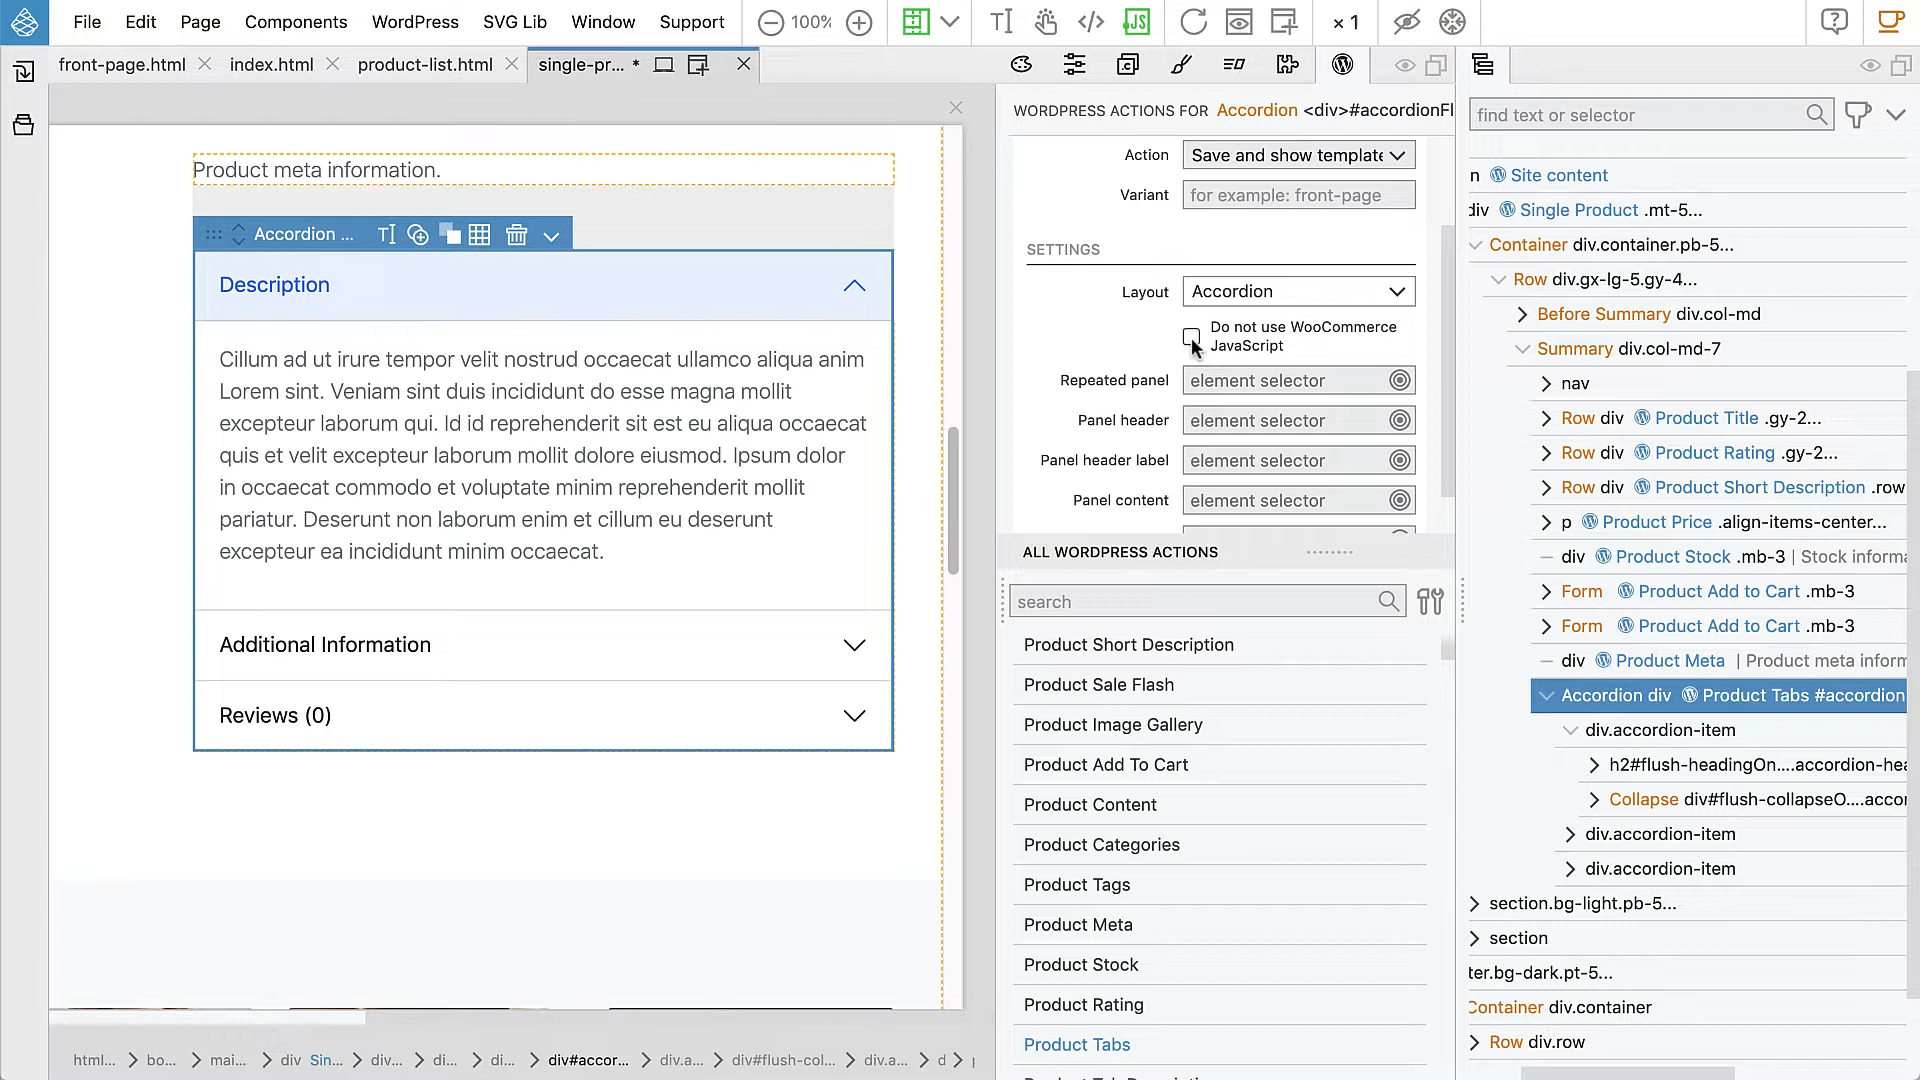 File Edit Page Components WordPress SVG Lib Window Support 100% JS × 1
front-page.html index.html product-list.html single-pr... *
WORDPRESS ACTIONS FOR Accordion <div>#accordionFl
find text or selector
Product meta information.
Accordion ...
Description
Cillum ad ut irure tempor velit nostrud occaecat ullamco aliqua anim
Lorem sint. Veniam sint duis incididunt do esse magna mollit
excepteur laborum qui. Id id reprehenderit sit est eu aliqua occaecat
quis et velit excepteur laborum mollit dolore eiusmod. Ipsum dolor
in occaecat commodo et voluptate minim reprehenderit mollit
pariatur. Deserunt non laborum enim et cillum eu deserunt
excepteur ea incididunt minim occaecat.
Additional Information
Reviews (0)
Action Save and show template
Variant for example: front-page
SETTINGS
Layout Accordion
Do not use WooCommerce
JavaScript
Repeated panel element selector
Panel header element selector
Panel header label element selector
Panel content element selector
ALL WORDPRESS ACTIONS
search
Product Short Description
Product Sale Flash
Product Image Gallery
Product Add To Cart
Product Content
Product Categories
Product Tags
Product Meta
Product Stock
Product Rating
Product Tabs
n Site content
div Single Product .mt-5...
Container div.container.pb-5...
Row div.gx-lg-5.gy-4...
Before Summary div.col-md
Summary div.col-md-7
nav
Row div Product Title .gy-2...
Row div Product Rating .gy-2...
Row div Product Short Description .row
p Product Price .align-items-center...
div Product Stock .mb-3 | Stock informa
Form Product Add to Cart .mb-3
Form Product Add to Cart .mb-3
div Product Meta | Product meta inform
Accordion div Product Tabs #accordion
div.accordion-item
h2#flush-headingOn....accordion-hea
Collapse div#flush-collapseO....acco
div.accordion-item
div.accordion-item
section.bg-light.pb-5...
section
ter.bg-dark.pt-5...
Container div.container
Row div.row
html... bo... mai... div Sin... div... di... di... div#accor... div.a... div#flush-col... div.a... d